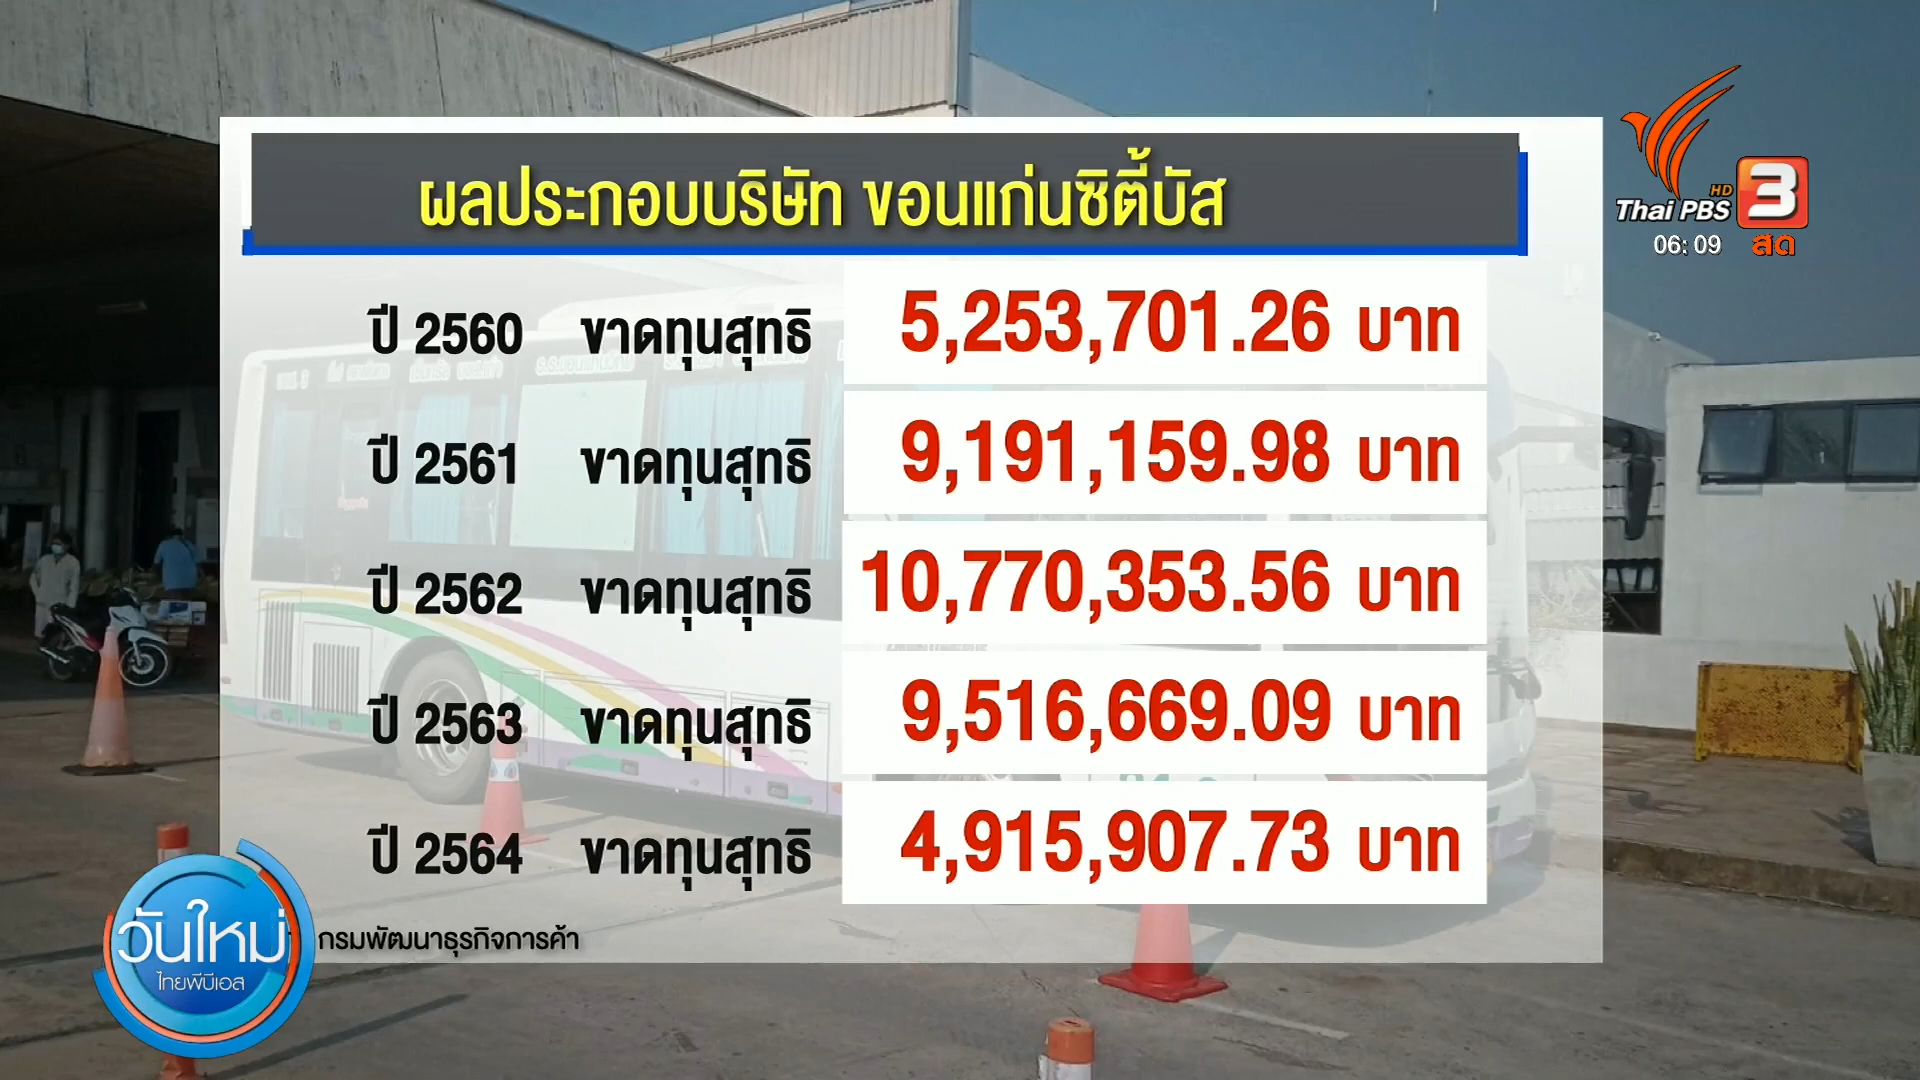 ผลประกอบบริษัท ขอนแก่นซิตี้บัส
Thai PBS HD 3
06:09 สด
ปี 2560 ขาดทุนสุทธิ 5,253,701.26 บาท
ปี 2561 ขาดทุนสุทธิ 9,191,159.98 บาท
ปี 2562 ขาดทุนสุทธิ 10,770,353.56 บาท
ปี 2563 ขาดทุนสุทธิ 9,516,669.09 บาท
ปี 2564 ขาดทุนสุทธิ 4,915,907.73 บาท
วันใหม่
ไทยพีบีเอส
กรมพัฒนาธุรกิจการค้า